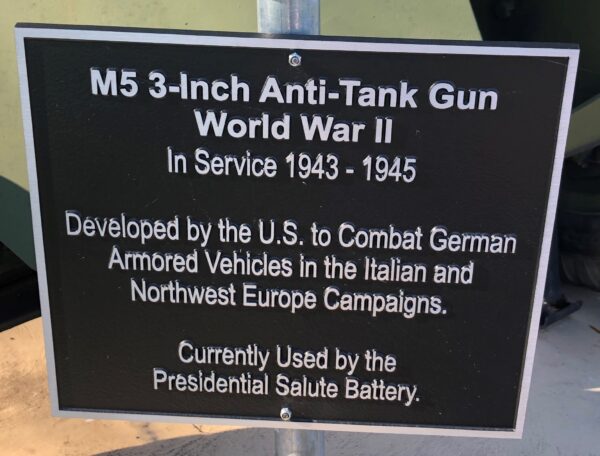 M5 3-Inch Anti-Tank Gun
World War II
In Service 1943 - 1945
Developed by the U.S. to Combat German
Armored Vehicles in the Italian and
Northwest Europe Campaigns.
Currently Used by the
Presidential Salute Battery.